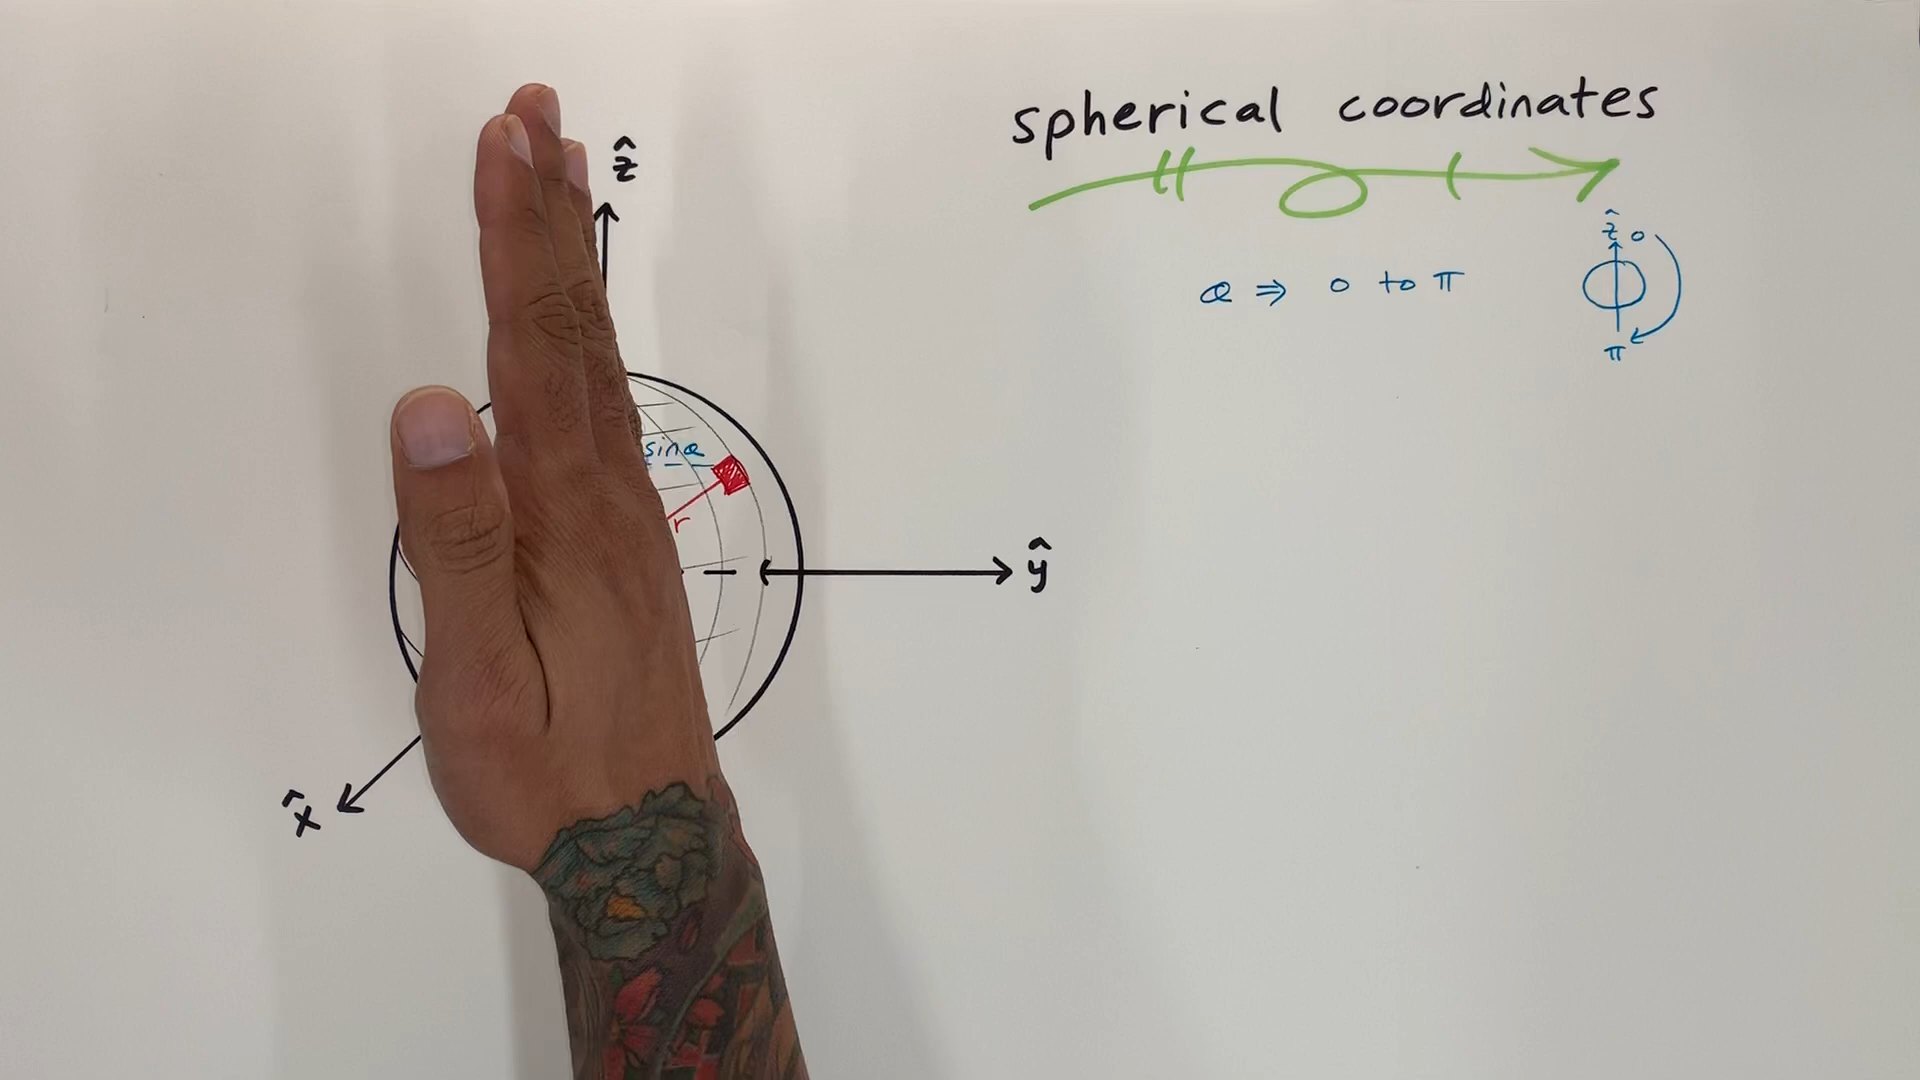 spherical coordinates
ẑ
ẑ 0
θ ⇒ 0 to π
π
sinθ
r
ŷ
x̂